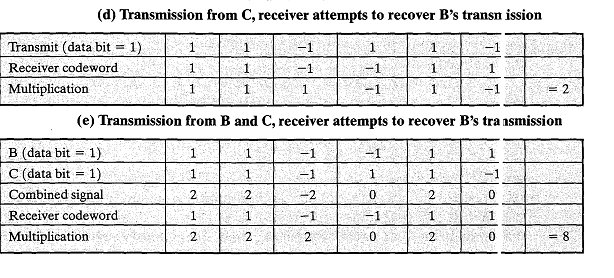 (d) Transmission from C, receiver attempts to recover B's transmission
Transmit (data bit = 1) 1 1 −1 1 1 −1
Receiver codeword 1 1 −1 −1 1 1
Multiplication 1 1 1 −1 1 −1 = 2
(e) Transmission from B and C, receiver attempts to recover B's transmission
B (data bit = 1) 1 1 −1 −1 1 1
C (data bit = 1) 1 1 −1 1 1 −1
Combined signal 2 2 −2 0 2 0
Receiver codeword 1 1 −1 −1 1 1
Multiplication 2 2 2 0 2 0 = 8